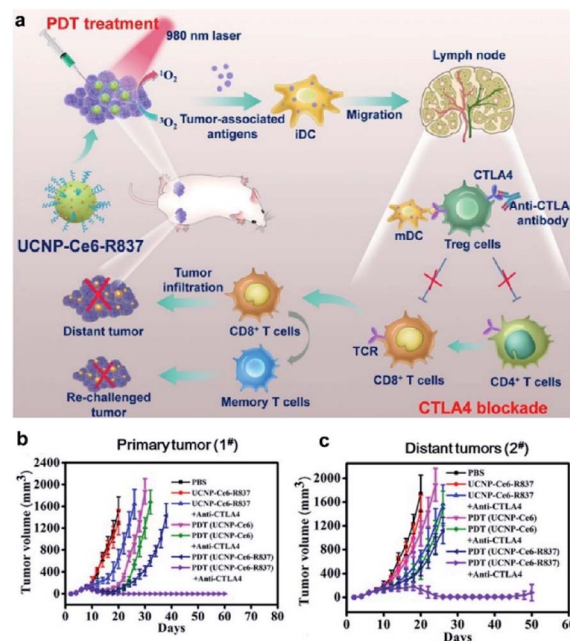 a
PDT treatment
980 nm laser
¹O₂
³O₂
Tumor-associated
antigens
iDC
Migration
Lymph node
UCNP-Ce6-R837
CTLA4
Anti-CTLA
antibody
mDC
Treg cells
Tumor
infiltration
Distant tumor
CD8⁺ T cells
TCR
CD8⁺ T cells
CD4⁺ T cells
Re-challenged
tumor
Memory T cells
CTLA4 blockade
b
Primary tumor (1#)
Tumor volume (mm³)
2400
2000
1600
1200
800
400
0
PBS
UCNP-Ce6-R837
UCNP-Ce6-R837
+Anti-CTLA4
PDT (UCNP-Ce6)
PDT (UCNP-Ce6)
+Anti-CTLA4
PDT (UCNP-Ce6-R837)
PDT (UCNP-Ce6-R837)
+Anti-CTLA4
0 10 20 30 40 50 60 70 80
Days
c
Distant tumors (2#)
Tumor volume (mm³)
2000
1600
1200
800
400
0
PBS
UCNP-Ce6-R837
UCNP-Ce6-R837
+Anti-CTLA4
PDT (UCNP-Ce6)
PDT (UCNP-Ce6)
+Anti-CTLA4
PDT (UCNP-Ce6-R837)
PDT (UCNP-Ce6-R837)
+Anti-CTLA4
0 10 20 30 40 50 60
Days